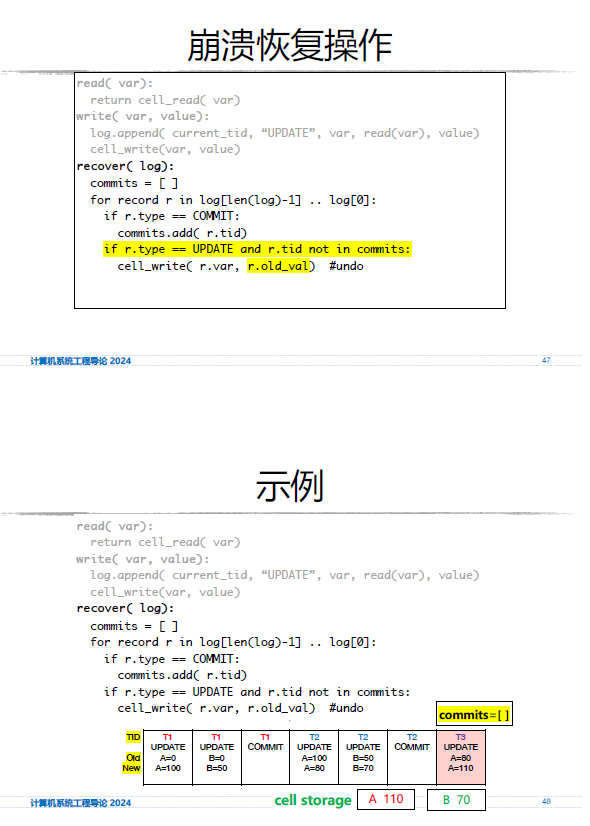 崩溃恢复操作
read( var):
return cell_read( var)
write( var, value):
log.append( current_tid, “UPDATE”, var, read(var), value)
cell_write(var, value)
recover( log):
commits = [ ]
for record r in log[len(log)-1] .. log[0]:
if r.type == COMMIT:
commits.add( r.tid)
if r.type == UPDATE and r.tid not in commits:
cell_write( r.var, r.old_val)  #undo
计算机系统工程导论 2024
47
示例
read( var):
return cell_read( var)
write( var, value):
log.append( current_tid, “UPDATE”, var, read(var), value)
cell_write(var, value)
recover( log):
commits = [ ]
for record r in log[len(log)-1] .. log[0]:
if r.type == COMMIT:
commits.add( r.tid)
if r.type == UPDATE and r.tid not in commits:
cell_write( r.var, r.old_val)  #undo
commits=[ ]
TID T1 T1 T1 T2 T2 T2 T3
UPDATE UPDATE COMMIT UPDATE UPDATE COMMIT UPDATE
Old A=0 B=0 A=100 B=50 A=80
New A=100 B=50 A=80 B=70 A=110
cell storage A 110 B 70
计算机系统工程导论 2024
48